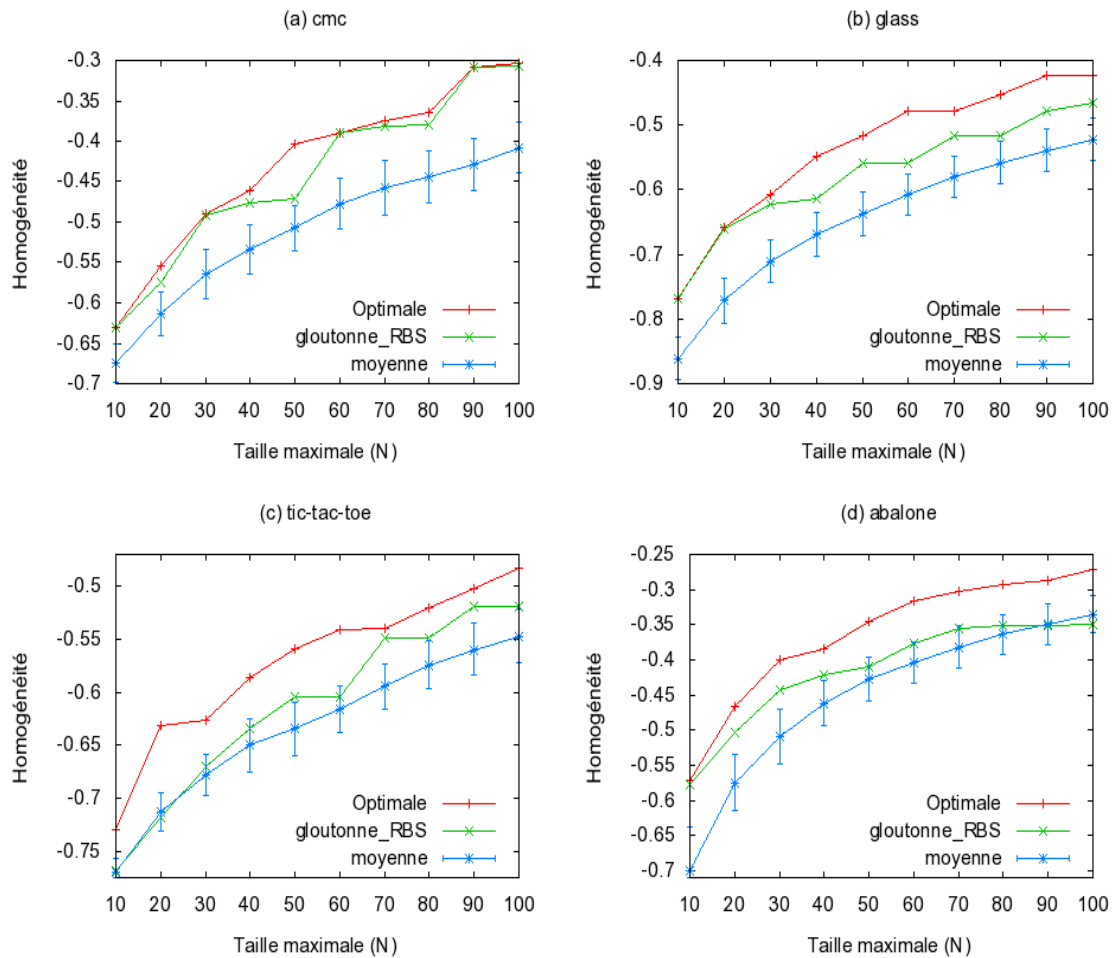 (a) cmc
Homogénéité
-0.3
-0.35
-0.4
-0.45
-0.5
-0.55
-0.6
-0.65
-0.7
Optimale
gloutonne_RBS
moyenne
10 20 30 40 50 60 70 80 90 100
Taille maximale (N)
(b) glass
Homogénéité
-0.4
-0.5
-0.6
-0.7
-0.8
-0.9
Optimale
gloutonne_RBS
moyenne
10 20 30 40 50 60 70 80 90 100
Taille maximale (N)
(c) tic-tac-toe
Homogénéité
-0.5
-0.55
-0.6
-0.65
-0.7
-0.75
Optimale
gloutonne_RBS
moyenne
10 20 30 40 50 60 70 80 90 100
Taille maximale (N)
(d) abalone
Homogénéité
-0.25
-0.3
-0.35
-0.4
-0.45
-0.5
-0.55
-0.6
-0.65
-0.7
Optimale
gloutonne_RBS
moyenne
10 20 30 40 50 60 70 80 90 100
Taille maximale (N)